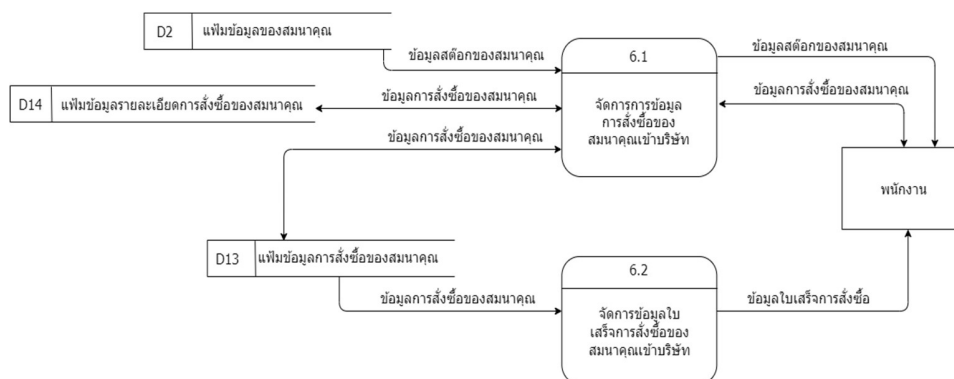 D2 แฟ้มข้อมูลของสมนาคุณ
ข้อมูลสต๊อกของสมนาคุณ
6.1
ข้อมูลสต๊อกของสมนาคุณ
D14 แฟ้มข้อมูลรายละเอียดการสั่งซื้อของสมนาคุณ
ข้อมูลการสั่งซื้อของสมนาคุณ
จัดการการข้อมูล
การสั่งซื้อของ
สมนาคุณเข้าบริษัท
ข้อมูลการสั่งซื้อของสมนาคุณ
ข้อมูลการสั่งซื้อของสมนาคุณ
พนักงาน
D13 แฟ้มข้อมูลการสั่งซื้อของสมนาคุณ
ข้อมูลการสั่งซื้อของสมนาคุณ
6.2
จัดการข้อมูลใบ
เสร็จการสั่งซื้อของ
สมนาคุณเข้าบริษัท
ข้อมูลใบเสร็จการสั่งซื้อ